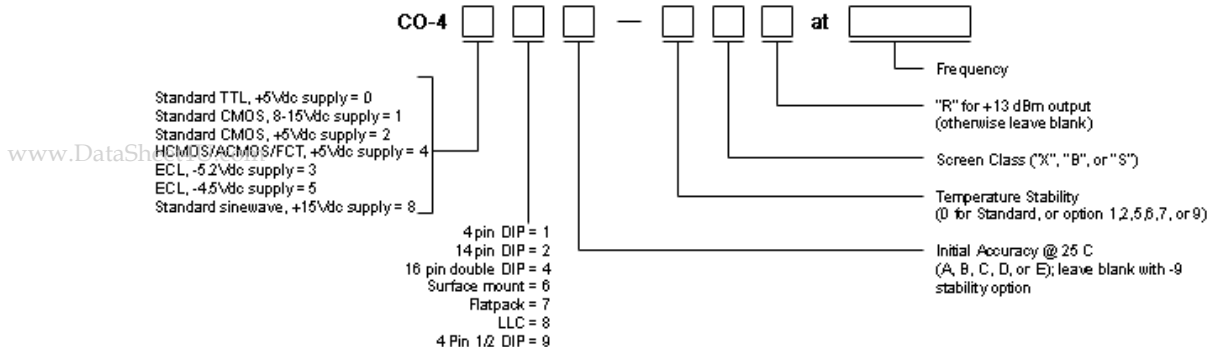 CO-4 — at
Frequency
"R" for +13 dBm output
(otherwise leave blank)
Screen Class ("X", "B", or "S")
Temperature Stability
(0 for Standard, or option 1,2,5,6,7, or 9)
Initial Accuracy @ 25 C
(A, B, C, D, or E); leave blank with -9
stability option
Standard TTL, +5Vdc supply = 0
Standard CMOS, 8-15Vdc supply = 1
Standard CMOS, +5Vdc supply = 2
HCMOS/ACMOS/FCT, +5Vdc supply = 4
ECL, -5.2Vdc supply = 3
ECL, -4.5Vdc supply = 5
Standard sinewave, +15Vdc supply = 8
4 pin DIP = 1
14 pin DIP = 2
16 pin double DIP = 4
Surface mount = 6
Flatpack = 7
LLC = 8
4 Pin 1/2 DIP = 9
www.DataSheet4U.com